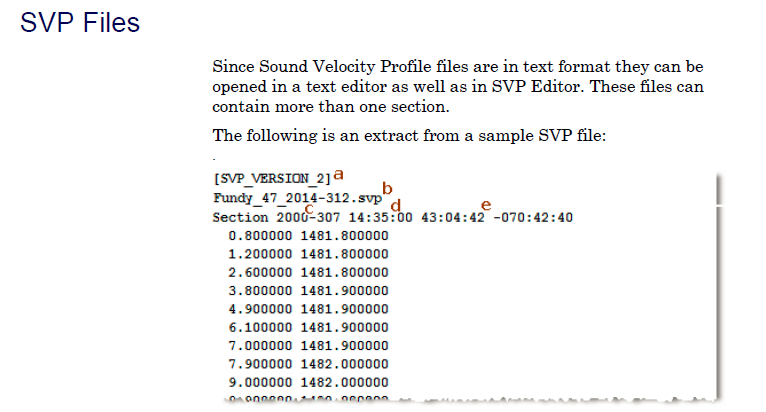 SVP Files
Since Sound Velocity Profile files are in text format they can be
opened in a text editor as well as in SVP Editor. These files can
contain more than one section.
The following is an extract from a sample SVP file:
[SVP_VERSION_2] a
Fundy_47_2014-312.svp b
Section 2000-307 14:35:00 43:04:42 -070:42:40
c d e
0.800000 1481.800000
1.200000 1481.800000
2.600000 1481.800000
3.800000 1481.900000
4.900000 1481.900000
6.100000 1481.900000
7.000000 1481.900000
7.900000 1482.000000
9.000000 1482.000000